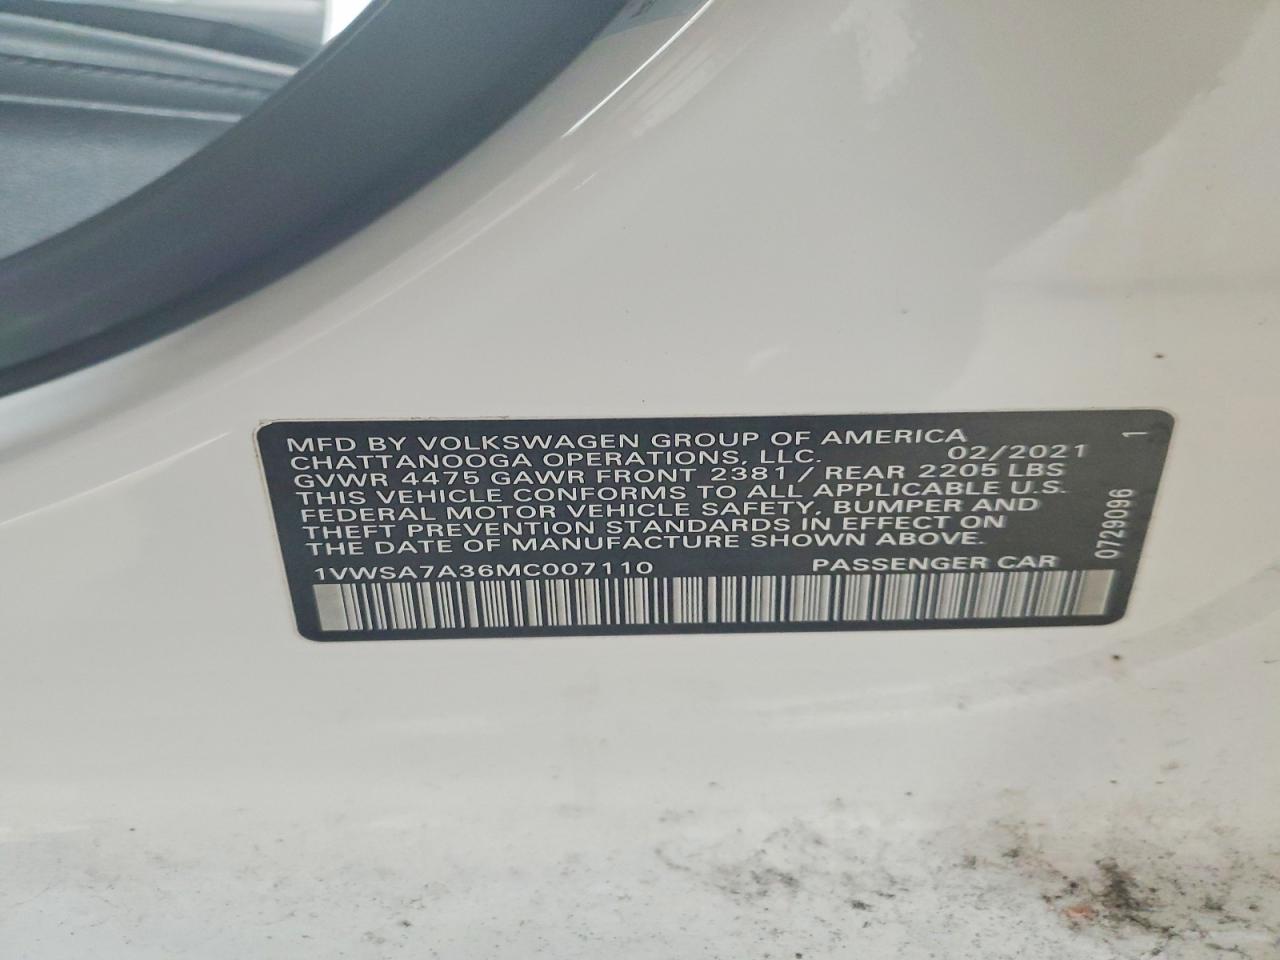 MFD BY VOLKSWAGEN GROUP OF AMERICA
CHATTANOOGA OPERATIONS, LLC. 02/2021
GVWR 4475 GAWR FRONT 2381 / REAR 2205 LBS
THIS VEHICLE CONFORMS TO ALL APPLICABLE U.S.
FEDERAL MOTOR VEHICLE SAFETY, BUMPER AND
THEFT PREVENTION STANDARDS IN EFFECT ON
THE DATE OF MANUFACTURE SHOWN ABOVE.
1VWSA7A36MC007110 PASSENGER CAR
0729096 1